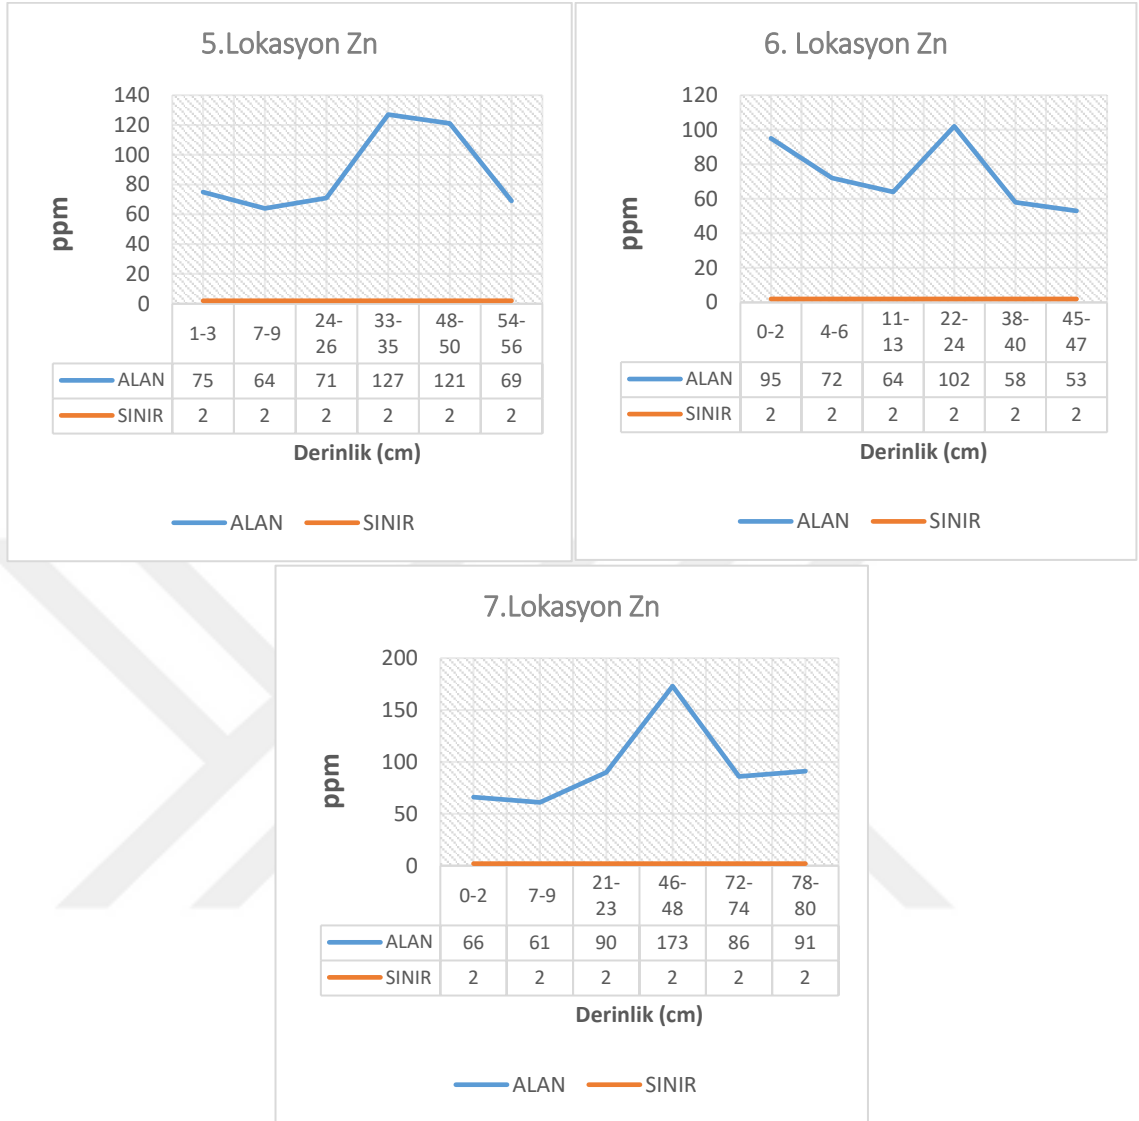 5.Lokasyon Zn
140
120
100
80
60
40
20
0
ppm
1-3 7-9 24-26 33-35 48-50 54-56
ALAN 75 64 71 127 121 69
SINIR 2 2 2 2 2 2
Derinlik (cm)
ALAN SINIR
6. Lokasyon Zn
120
100
80
60
40
20
0
ppm
0-2 4-6 11-13 22-24 38-40 45-47
ALAN 95 72 64 102 58 53
SINIR 2 2 2 2 2 2
Derinlik (cm)
ALAN SINIR
7.Lokasyon Zn
200
150
100
50
0
ppm
0-2 7-9 21-23 46-48 72-74 78-80
ALAN 66 61 90 173 86 91
SINIR 2 2 2 2 2 2
Derinlik (cm)
ALAN SINIR